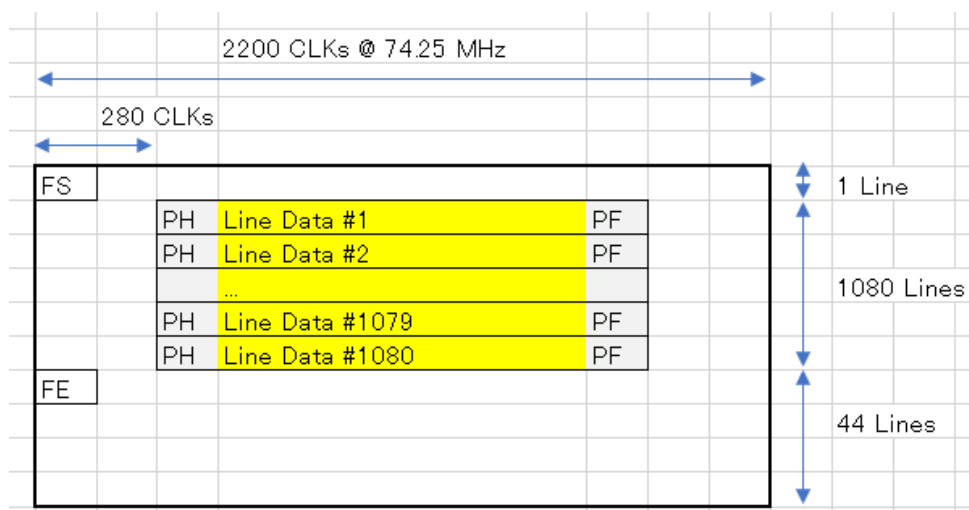 2200 CLKs @ 74.25 MHz
280 CLKs
FS
1 Line
PH Line Data #1 PF
PH Line Data #2 PF
...
1080 Lines
PH Line Data #1079 PF
PH Line Data #1080 PF
FE
44 Lines